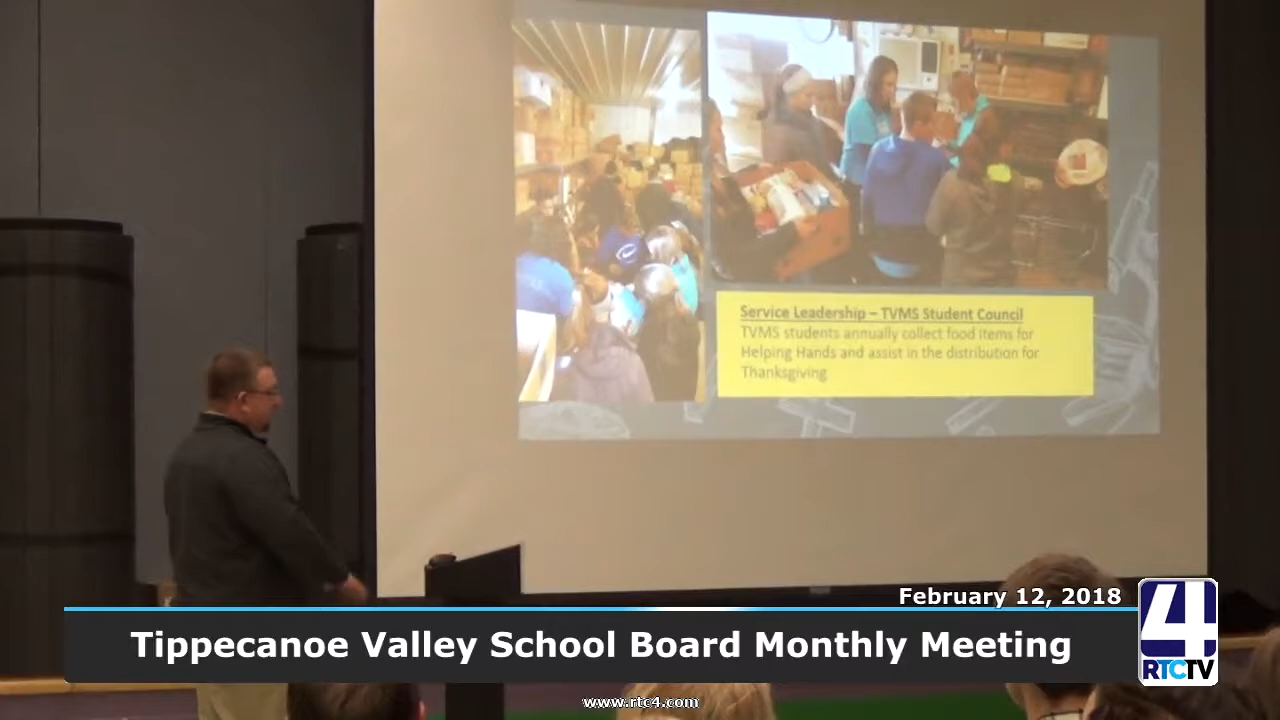 Service Leadership – TVMS Student Council
TVMS students annually collect food items for
Helping Hands and assist in the distribution for
Thanksgiving
February 12, 2018
Tippecanoe Valley School Board Monthly Meeting
4
RTCTV
www.rtc4.com